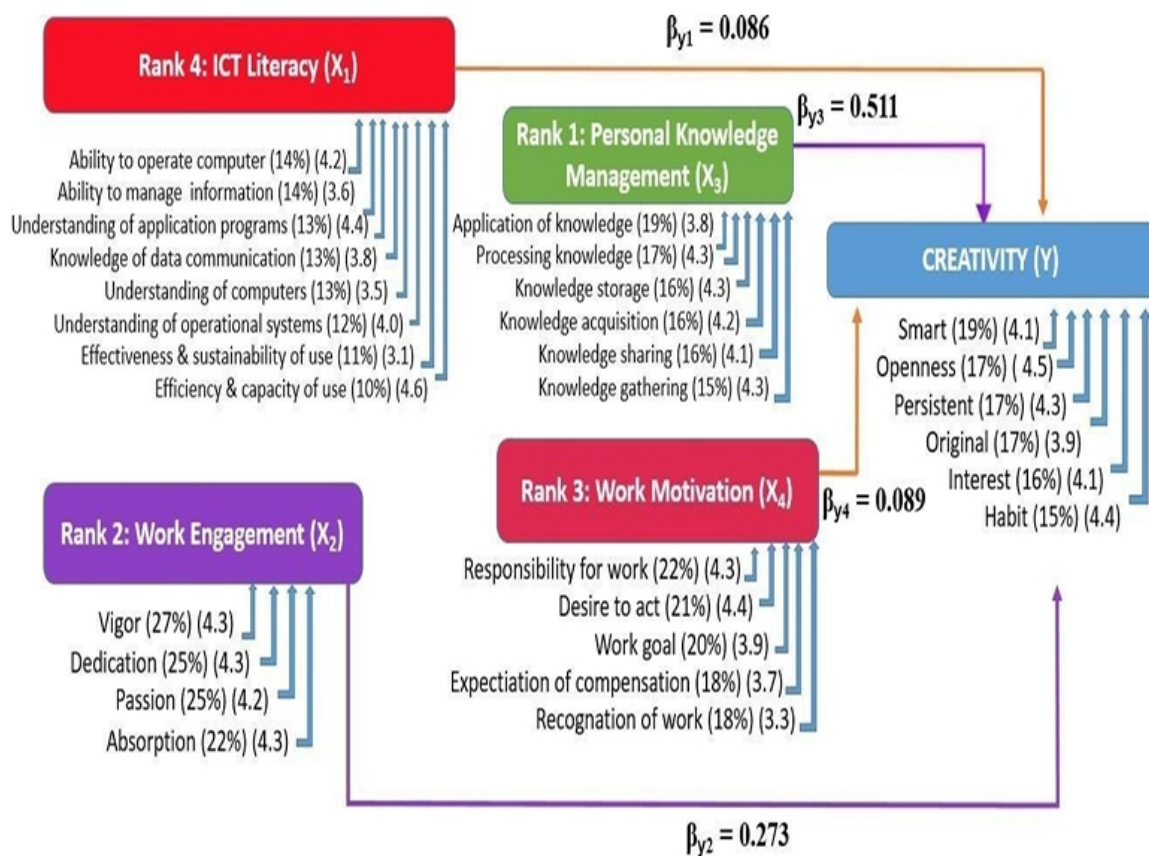 β_y1 = 0.086
Rank 4: ICT Literacy (X₁)
Ability to operate computer (14%) (4.2)
Ability to manage information (14%) (3.6)
Understanding of application programs (13%) (4.4)
Knowledge of data communication (13%) (3.8)
Understanding of computers (13%) (3.5)
Understanding of operational systems (12%) (4.0)
Effectiveness & sustainability of use (11%) (3.1)
Efficiency & capacity of use (10%) (4.6)
β_y3 = 0.511
Rank 1: Personal Knowledge
Management (X₃)
Application of knowledge (19%) (3.8)
Processing knowledge (17%) (4.3)
Knowledge storage (16%) (4.3)
Knowledge acquisition (16%) (4.2)
Knowledge sharing (16%) (4.1)
Knowledge gathering (15%) (4.3)
CREATIVITY (Y)
Smart (19%) (4.1)
Openness (17%) ( 4.5)
Persistent (17%) (4.3)
Original (17%) (3.9)
Interest (16%) (4.1)
Habit (15%) (4.4)
Rank 2: Work Engagement (X₂)
Vigor (27%) (4.3)
Dedication (25%) (4.3)
Passion (25%) (4.2)
Absorption (22%) (4.3)
Rank 3: Work Motivation (X₄)
β_y4 = 0.089
Responsibility for work (22%) (4.3)
Desire to act (21%) (4.4)
Work goal (20%) (3.9)
Expectiation of compensation (18%) (3.7)
Recognation of work (18%) (3.3)
β_y2 = 0.273